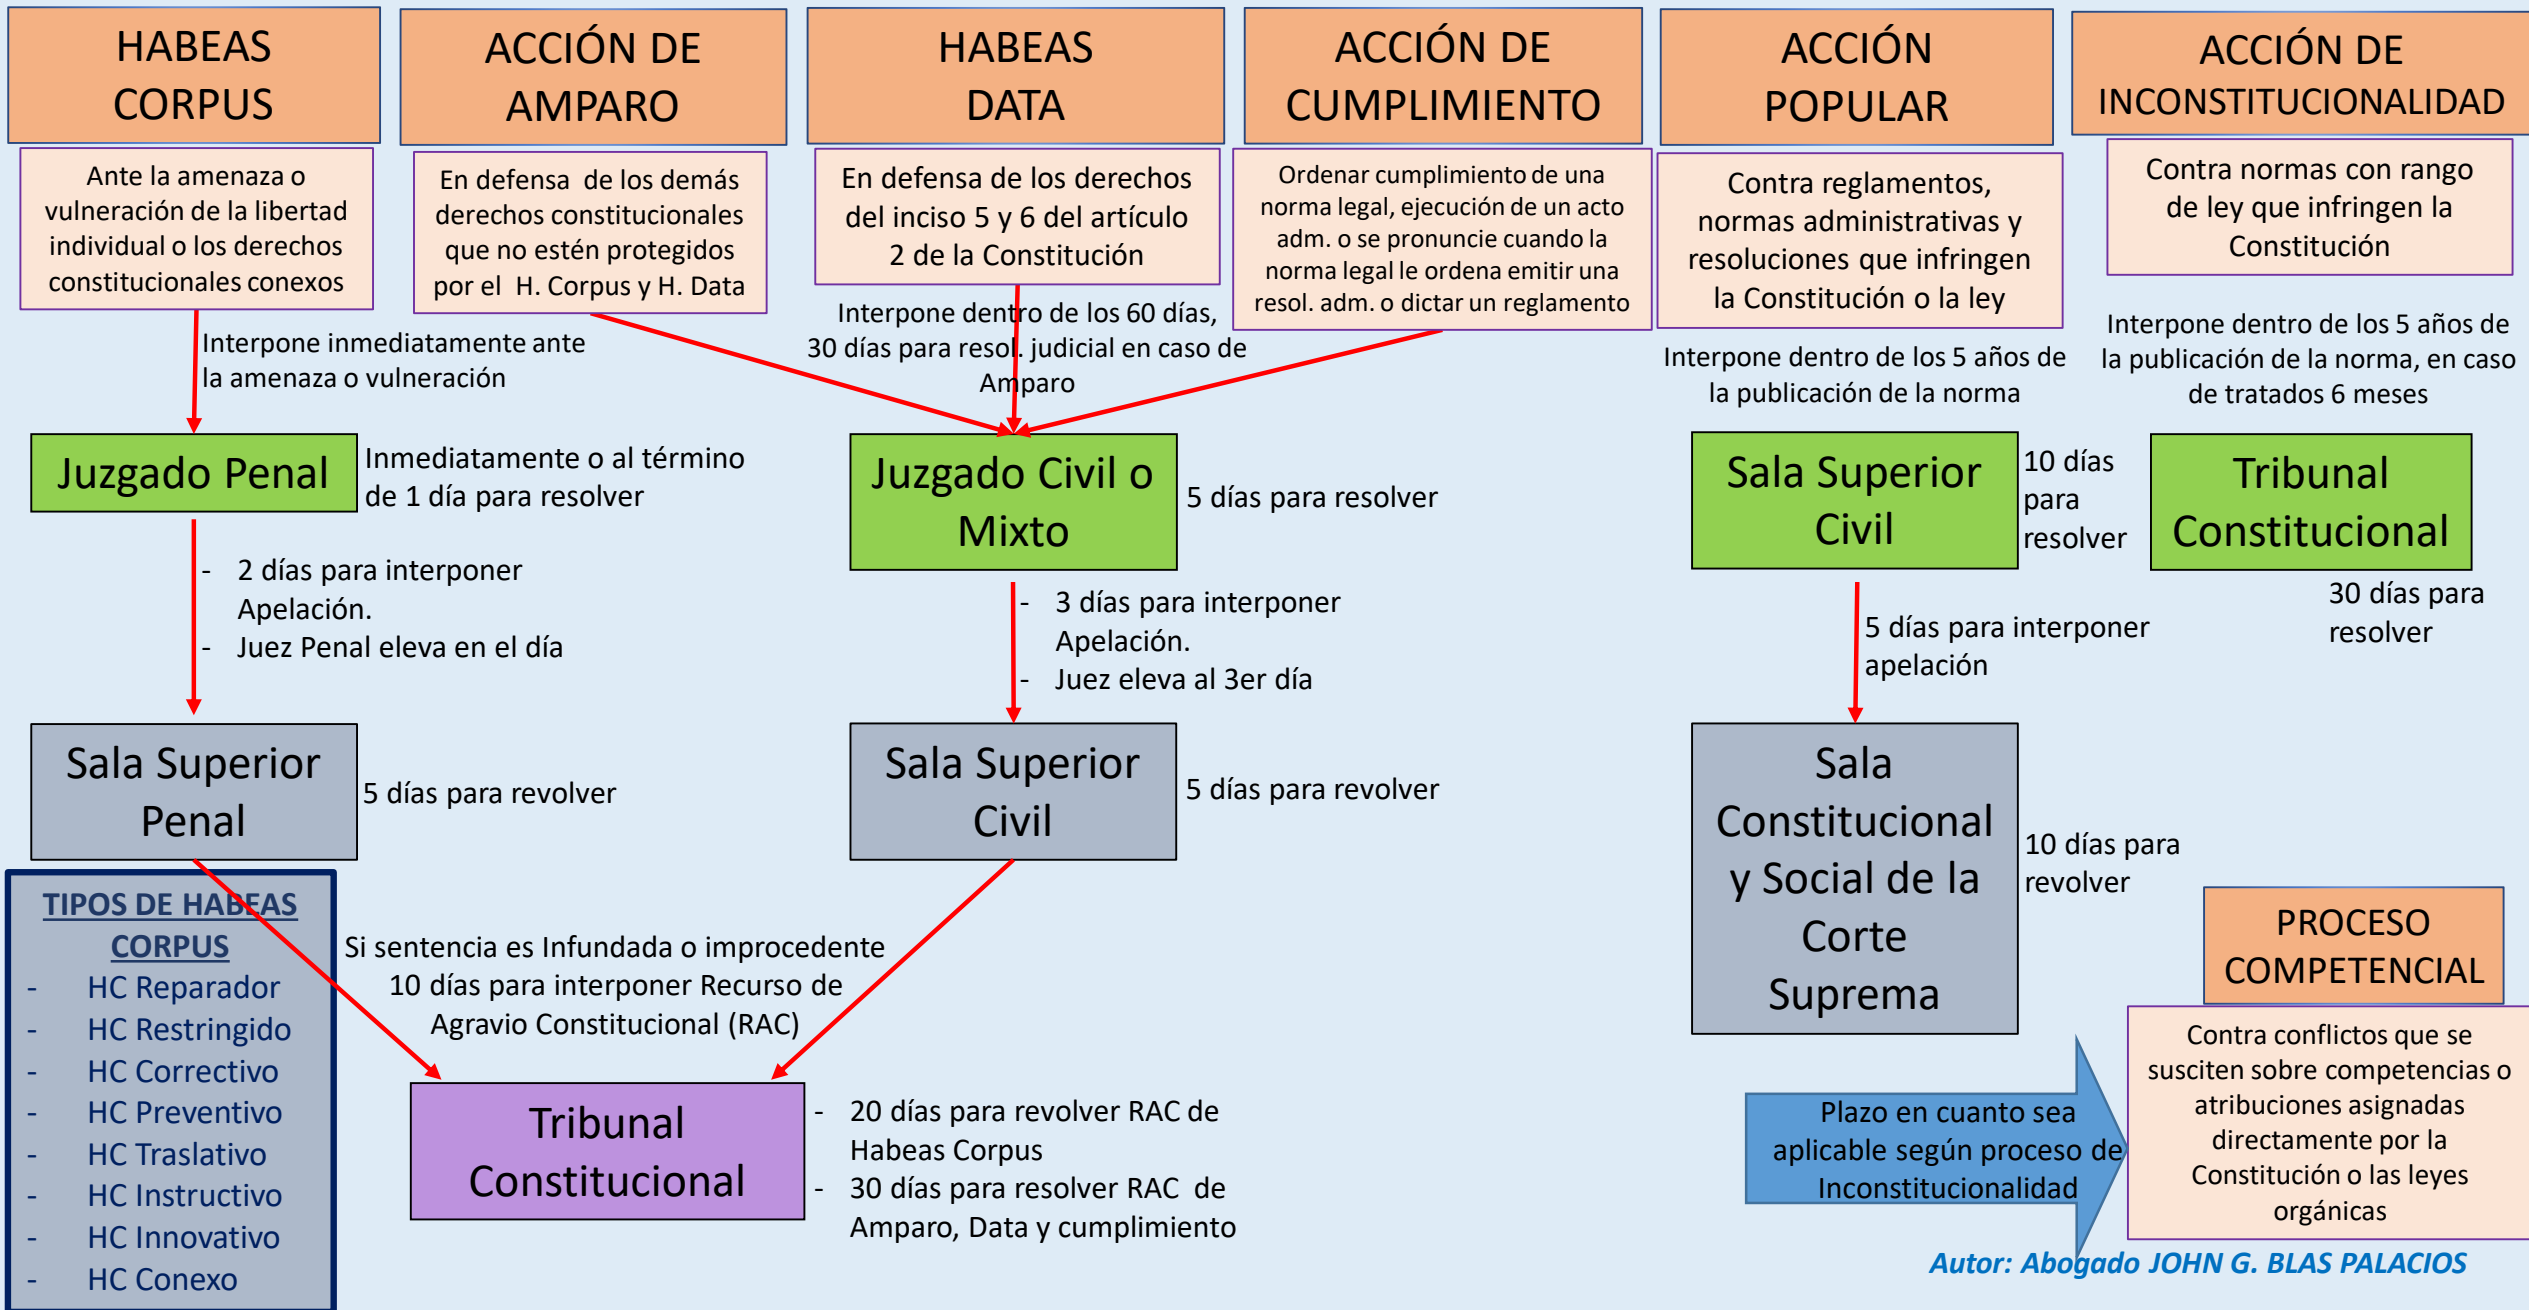 HABEAS
CORPUS
Ante la amenaza o
vulneración de la libertad
individual o los derechos
constitucionales conexos
Interpone inmediatamente ante
la amenaza o vulneración
Juzgado Penal
Inmediatamente o al término
de 1 día para resolver
- 2 días para interponer
Apelación.
- Juez Penal eleva en el día
Sala Superior
Penal
5 días para revolver
TIPOS DE HABEAS
CORPUS
- HC Reparador
- HC Restringido
- HC Correctivo
- HC Preventivo
- HC Traslativo
- HC Instructivo
- HC Innovativo
- HC Conexo
ACCIÓN DE
AMPARO
En defensa de los demás
derechos constitucionales
que no estén protegidos
por el H. Corpus y H. Data
HABEAS
DATA
En defensa de los derechos
del inciso 5 y 6 del artículo
2 de la Constitución
Interpone dentro de los 60 días,
30 días para resol. judicial en caso de
Amparo
ACCIÓN DE
CUMPLIMIENTO
Ordenar cumplimiento de una
norma legal, ejecución de un acto
adm. o se pronuncie cuando la
norma legal le ordena emitir una
resol. adm. o dictar un reglamento
Juzgado Civil o
Mixto
5 días para resolver
- 3 días para interponer
Apelación.
- Juez eleva al 3er día
Sala Superior
Civil
5 días para revolver
Si sentencia es Infundada o improcedente
10 días para interponer Recurso de
Agravio Constitucional (RAC)
Tribunal
Constitucional
- 20 días para revolver RAC de
Habeas Corpus
- 30 días para resolver RAC de
Amparo, Data y cumplimiento
ACCIÓN
POPULAR
Contra reglamentos,
normas administrativas y
resoluciones que infringen
la Constitución o la ley
Interpone dentro de los 5 años de
la publicación de la norma
Sala Superior
Civil
10 días
para
resolver
5 días para interponer
apelación
Sala
Constitucional
y Social de la
Corte
Suprema
10 días para
revolver
ACCIÓN DE
INCONSTITUCIONALIDAD
Contra normas con rango
de ley que infringen la
Constitución
Interpone dentro de los 5 años de
la publicación de la norma, en caso
de tratados 6 meses
Tribunal
Constitucional
30 días para
resolver
PROCESO
COMPETENCIAL
Contra conflictos que se
susciten sobre competencias o
atribuciones asignadas
directamente por la
Constitución o las leyes
orgánicas
Plazo en cuanto sea
aplicable según proceso de
Inconstitucionalidad
Autor: Abogado JOHN G. BLAS PALACIOS